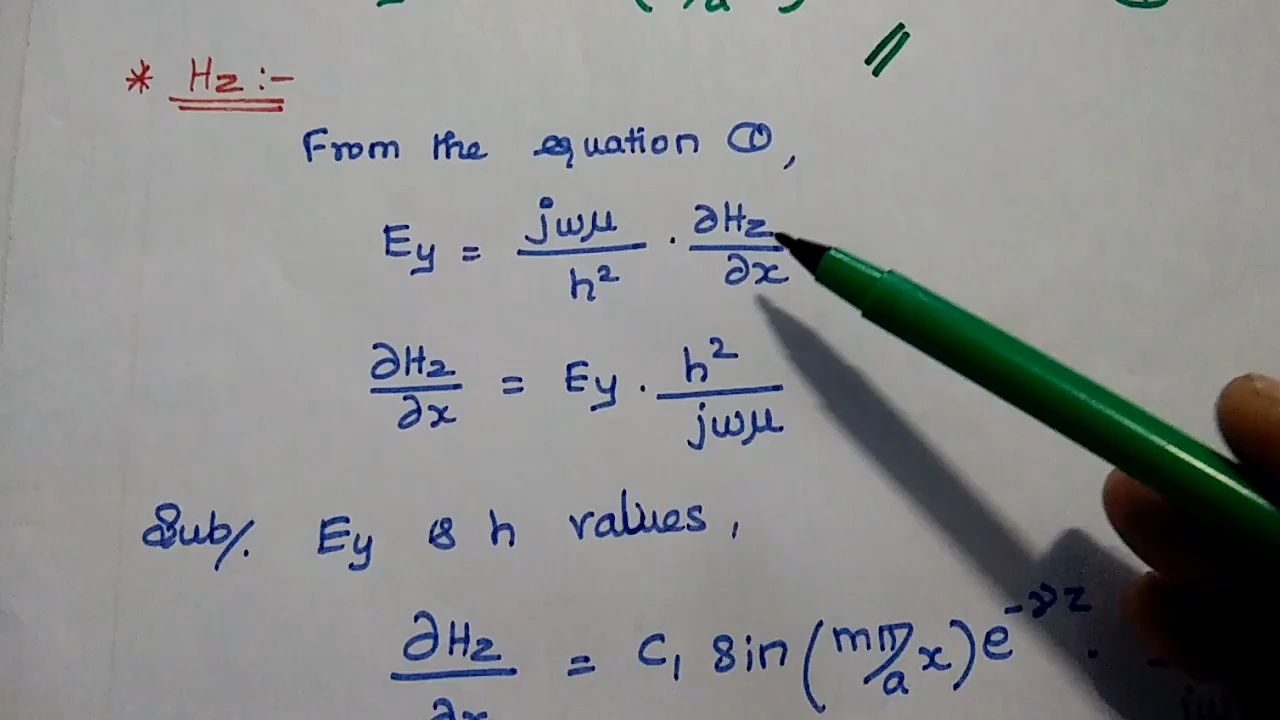 * Hz :-
From the equation ①,
Ey = jωμ/h² · ∂Hz/∂x
∂Hz/∂x = Ey · h²/jωμ
Sub/. Ey & h values,
∂Hz/∂x = C₁ sin(mπ/a x) e^-γz ·